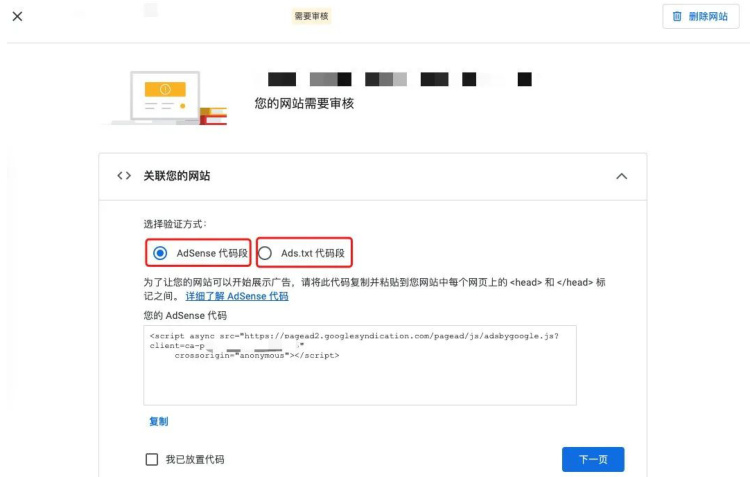 需要审核
删除网站
您的网站需要审核
<> 关联您的网站
选择验证方式:
AdSense 代码段
Ads.txt 代码段
为了让您的网站可以开始展示广告，请将此代码复制并粘贴到您网站中每个网页上的 <head> 和 </head> 标
记之间。 详细了解 AdSense 代码
您的 AdSense 代码
<script async src="https://pagead2.googlesyndication.com/pagead/js/adsbygoogle.js?
client=ca-p "
crossorigin="anonymous"></script>
复制
我已放置代码
下一页